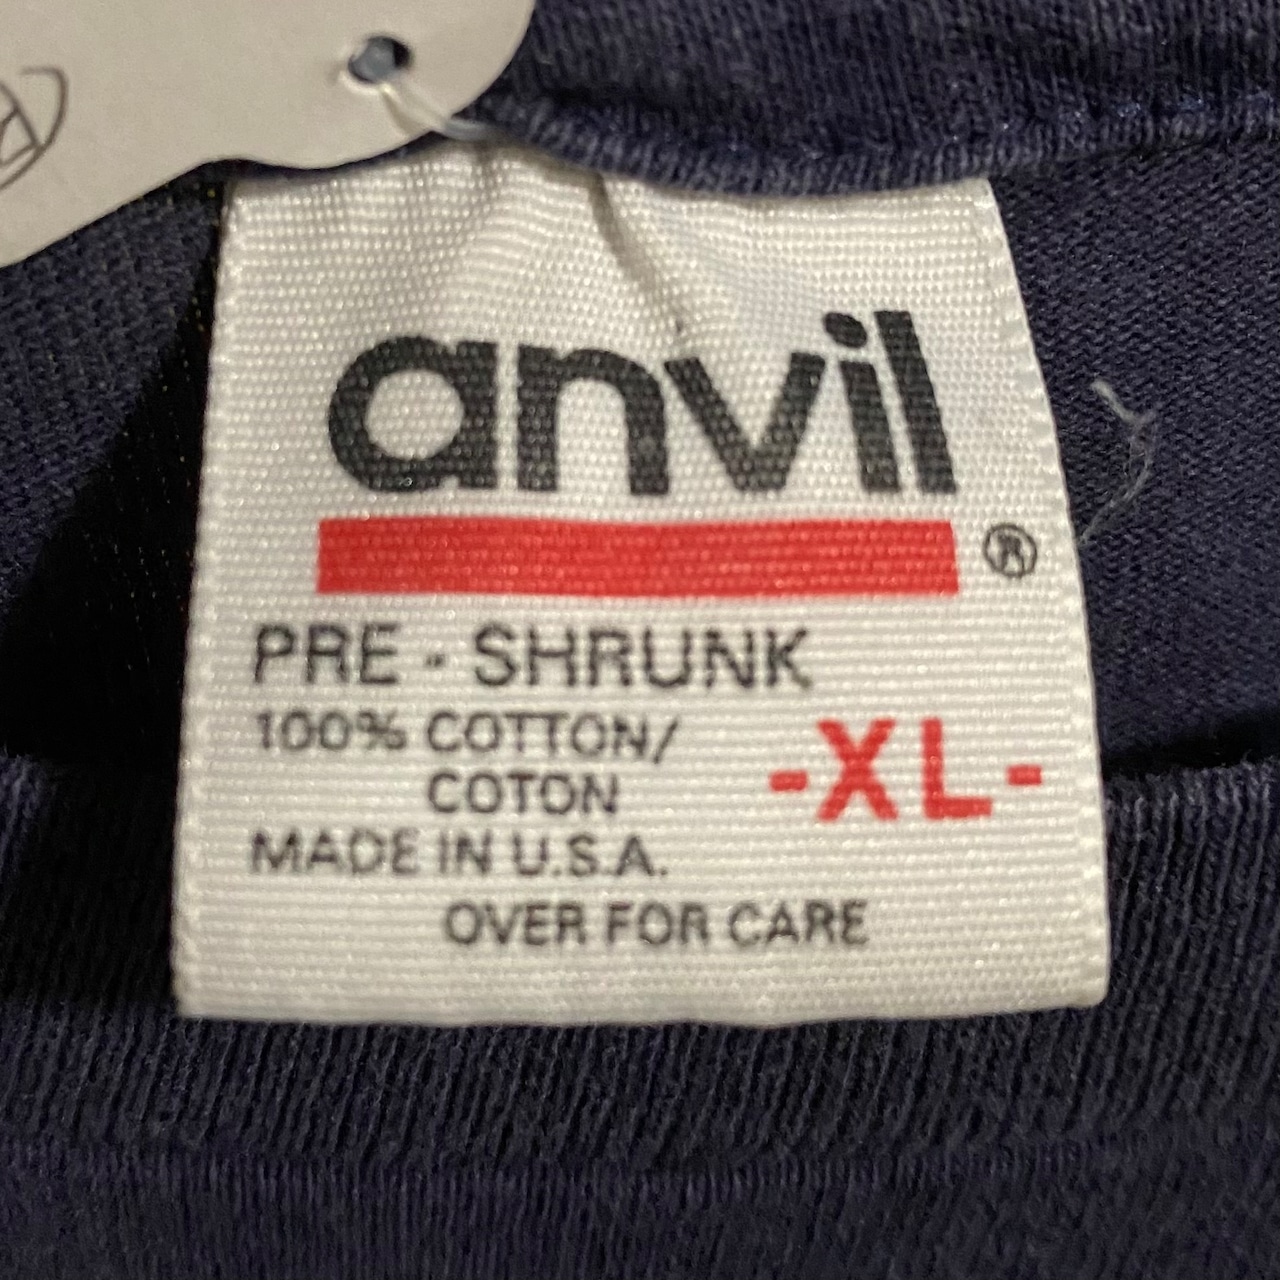 anvil
®
PRE - SHRUNK
100% COTTON/
COTON
-XL-
MADE IN U.S.A.
OVER FOR CARE